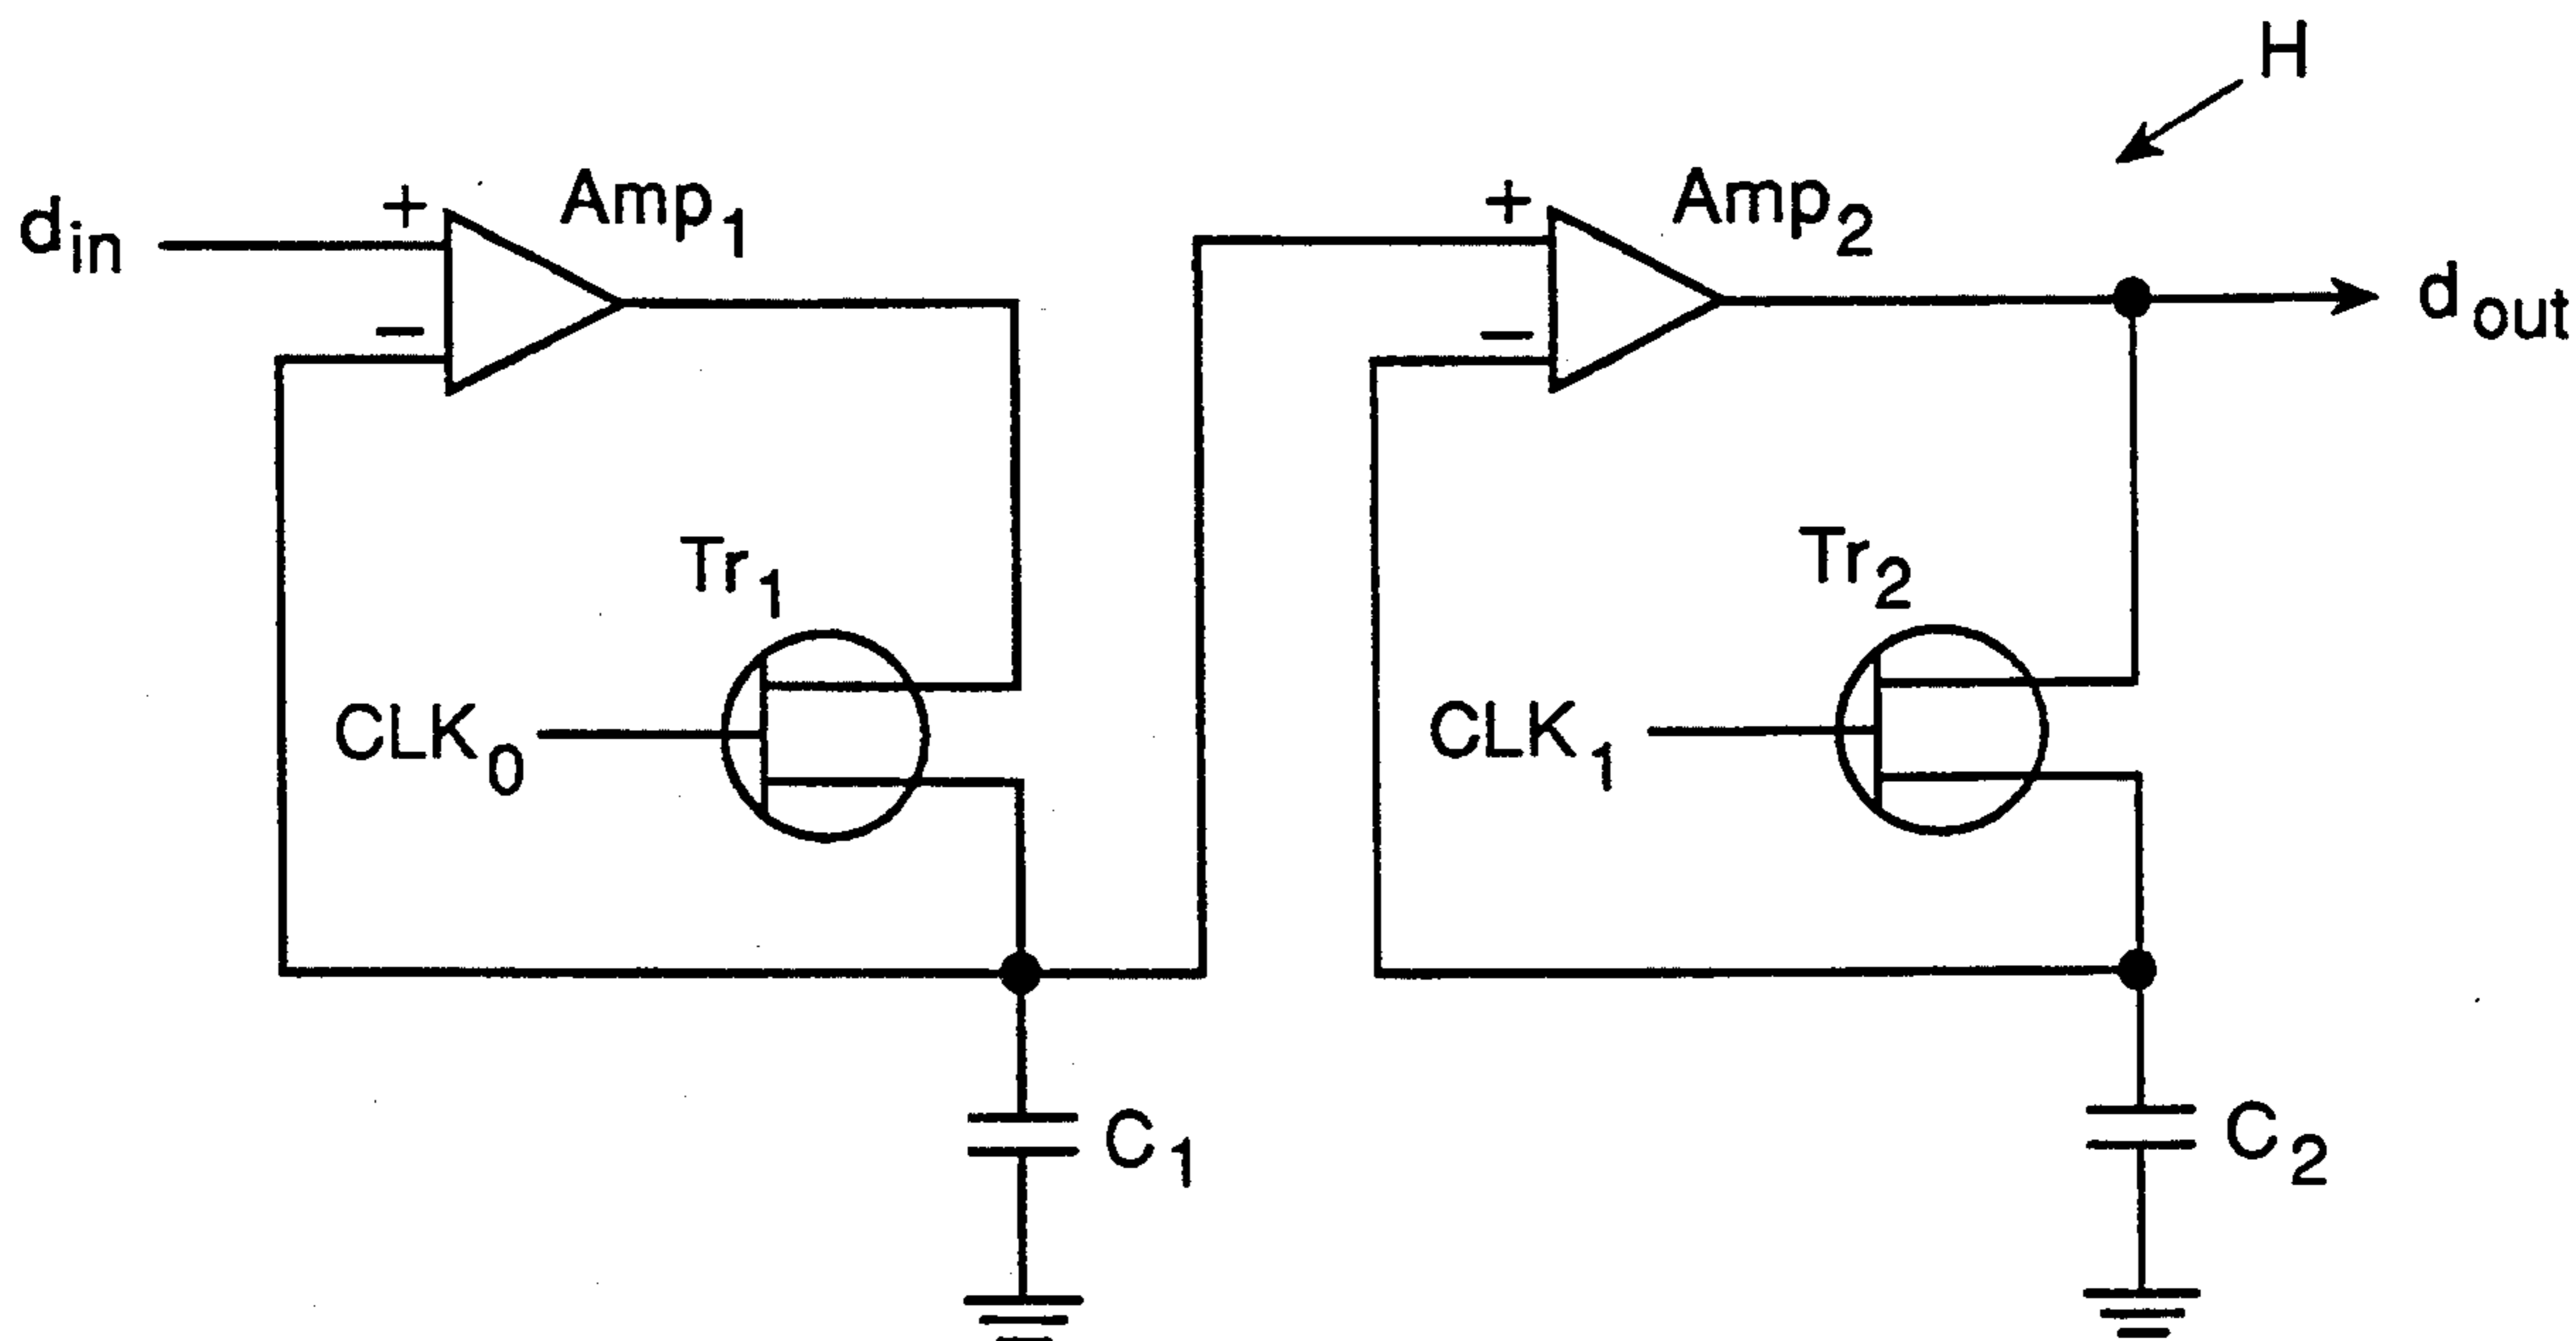 H
d_in
+
−
Amp_1
+
−
Amp_2
d_out
Tr_1
Tr_2
CLK_0
CLK_1
C_1
C_2